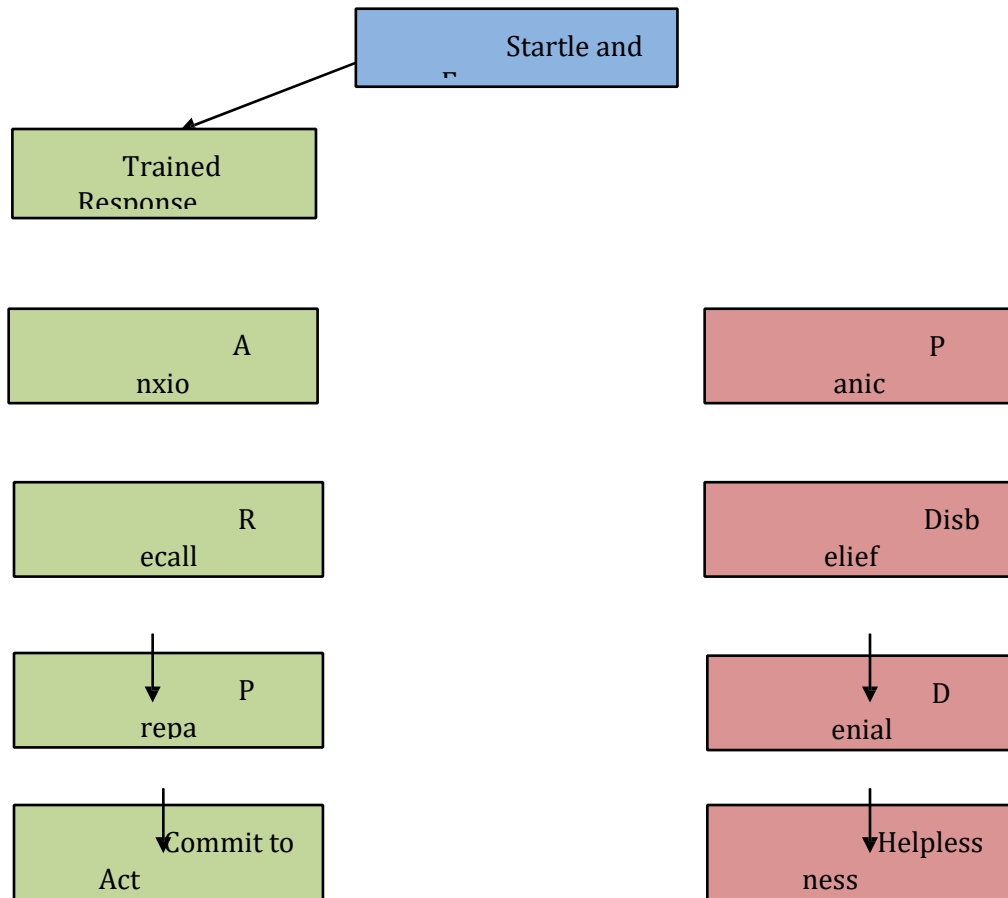 Startle and
Trained
Response
A
nxio
P
anic
R
ecall
Disb
elief
P
repa
D
enial
Commit to
Act
Helpless
ness